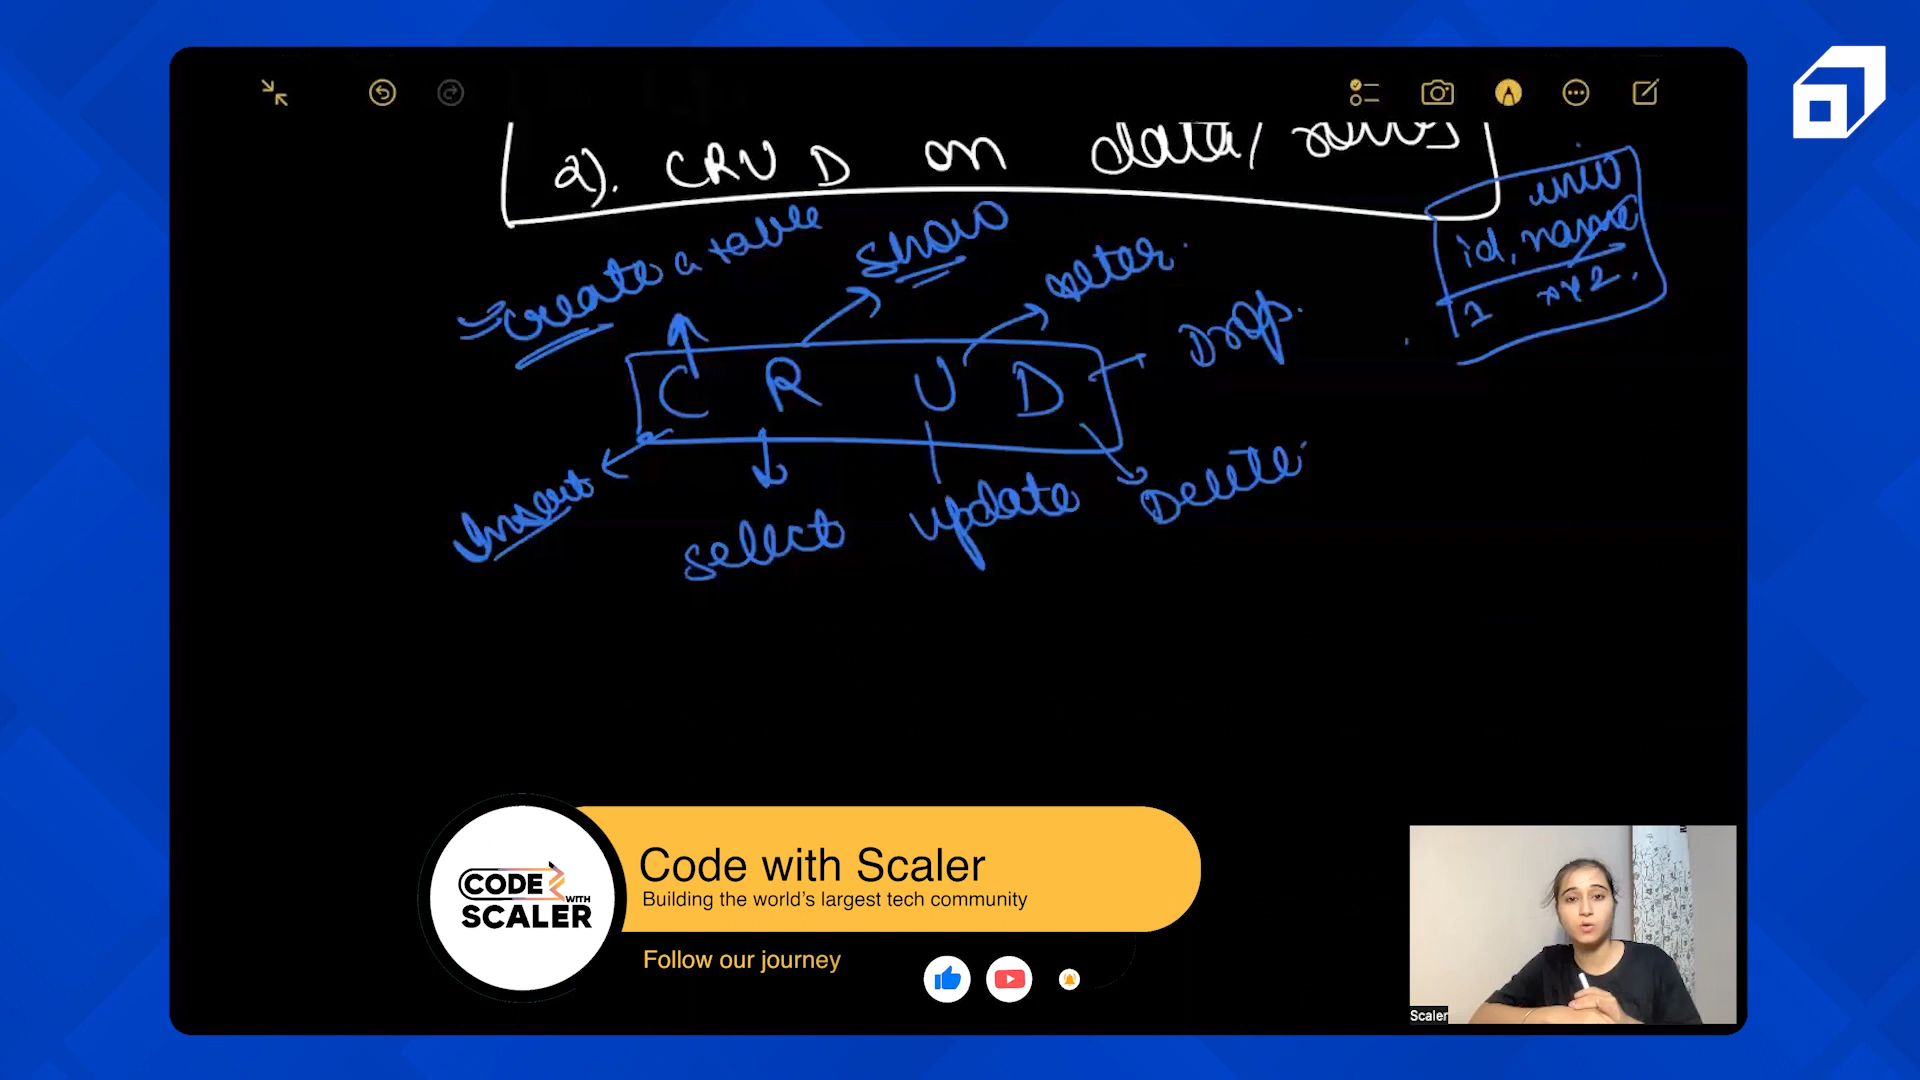 2). CRUD on data/rows
univ
id, name
1 xyz.
Create a table
Show
Alter.
Drop.
C R U D
Insert
select
update
Delete
CODE
WITH
SCALER
Code with Scaler
Building the world's largest tech community
Follow our journey
Scaler